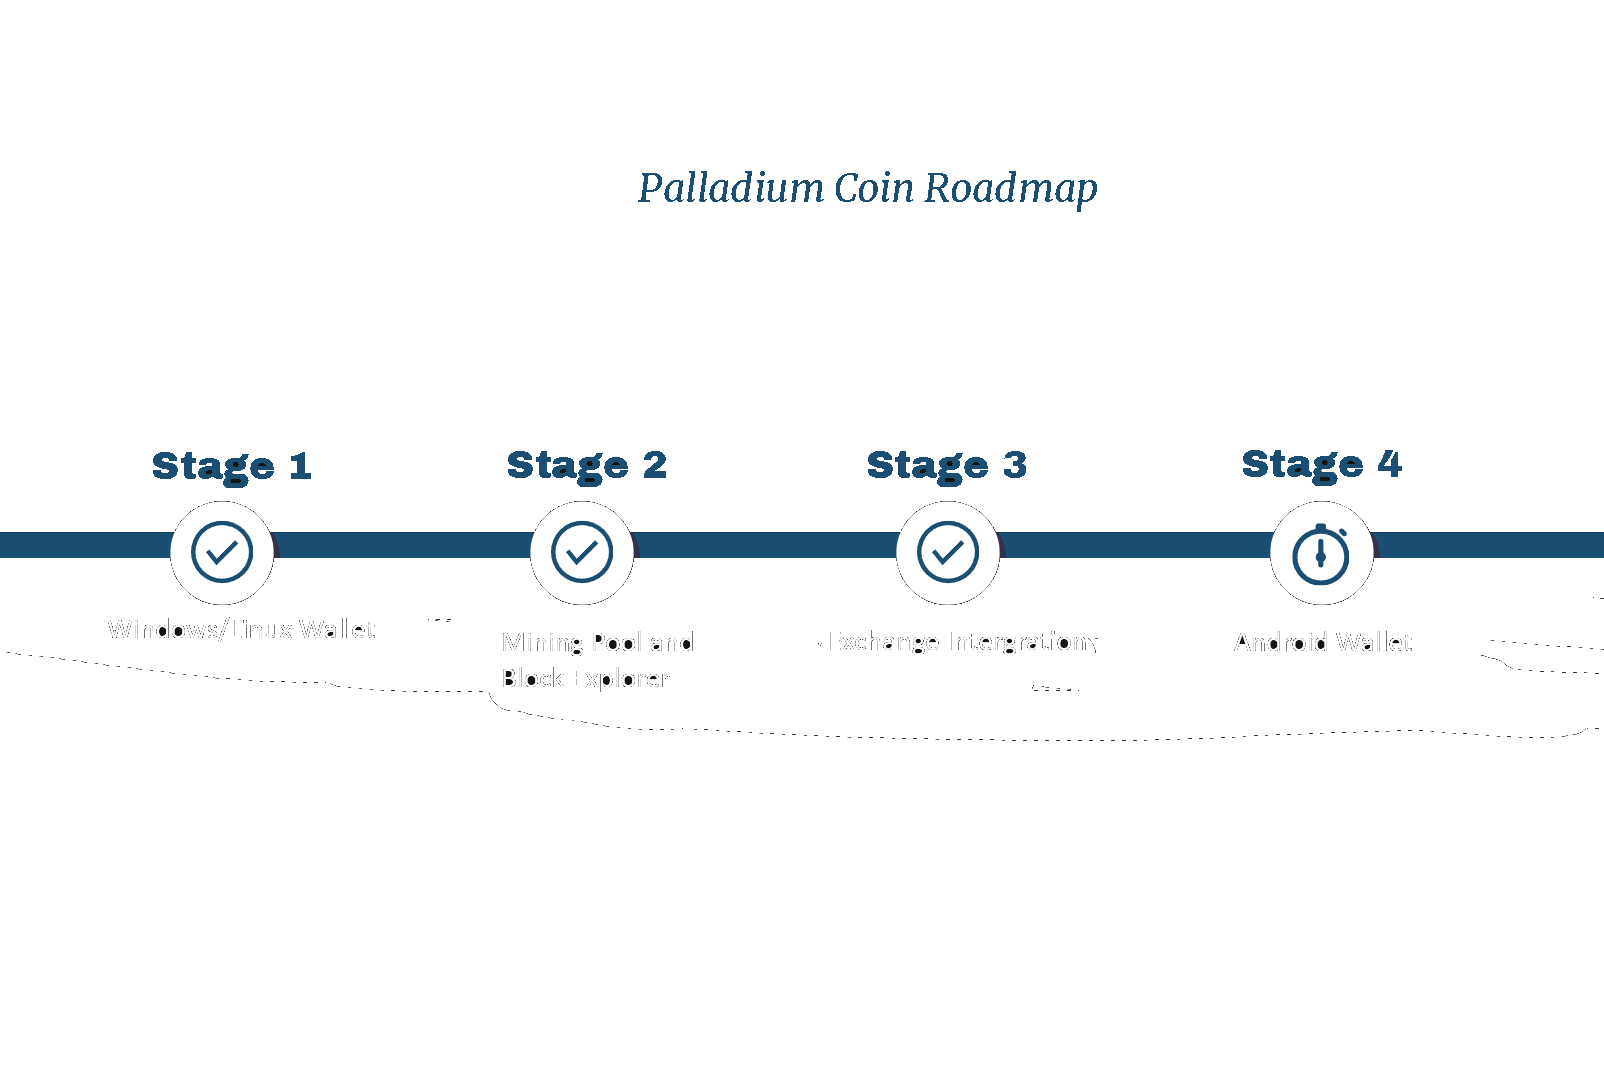 Palladium Coin Roadmap
Stage 1
Stage 2
Stage 3
Stage 4
Windows/Linux Wallet
Mining Pool and
Block Explorer
Exchange Intergrations
Android Wallet